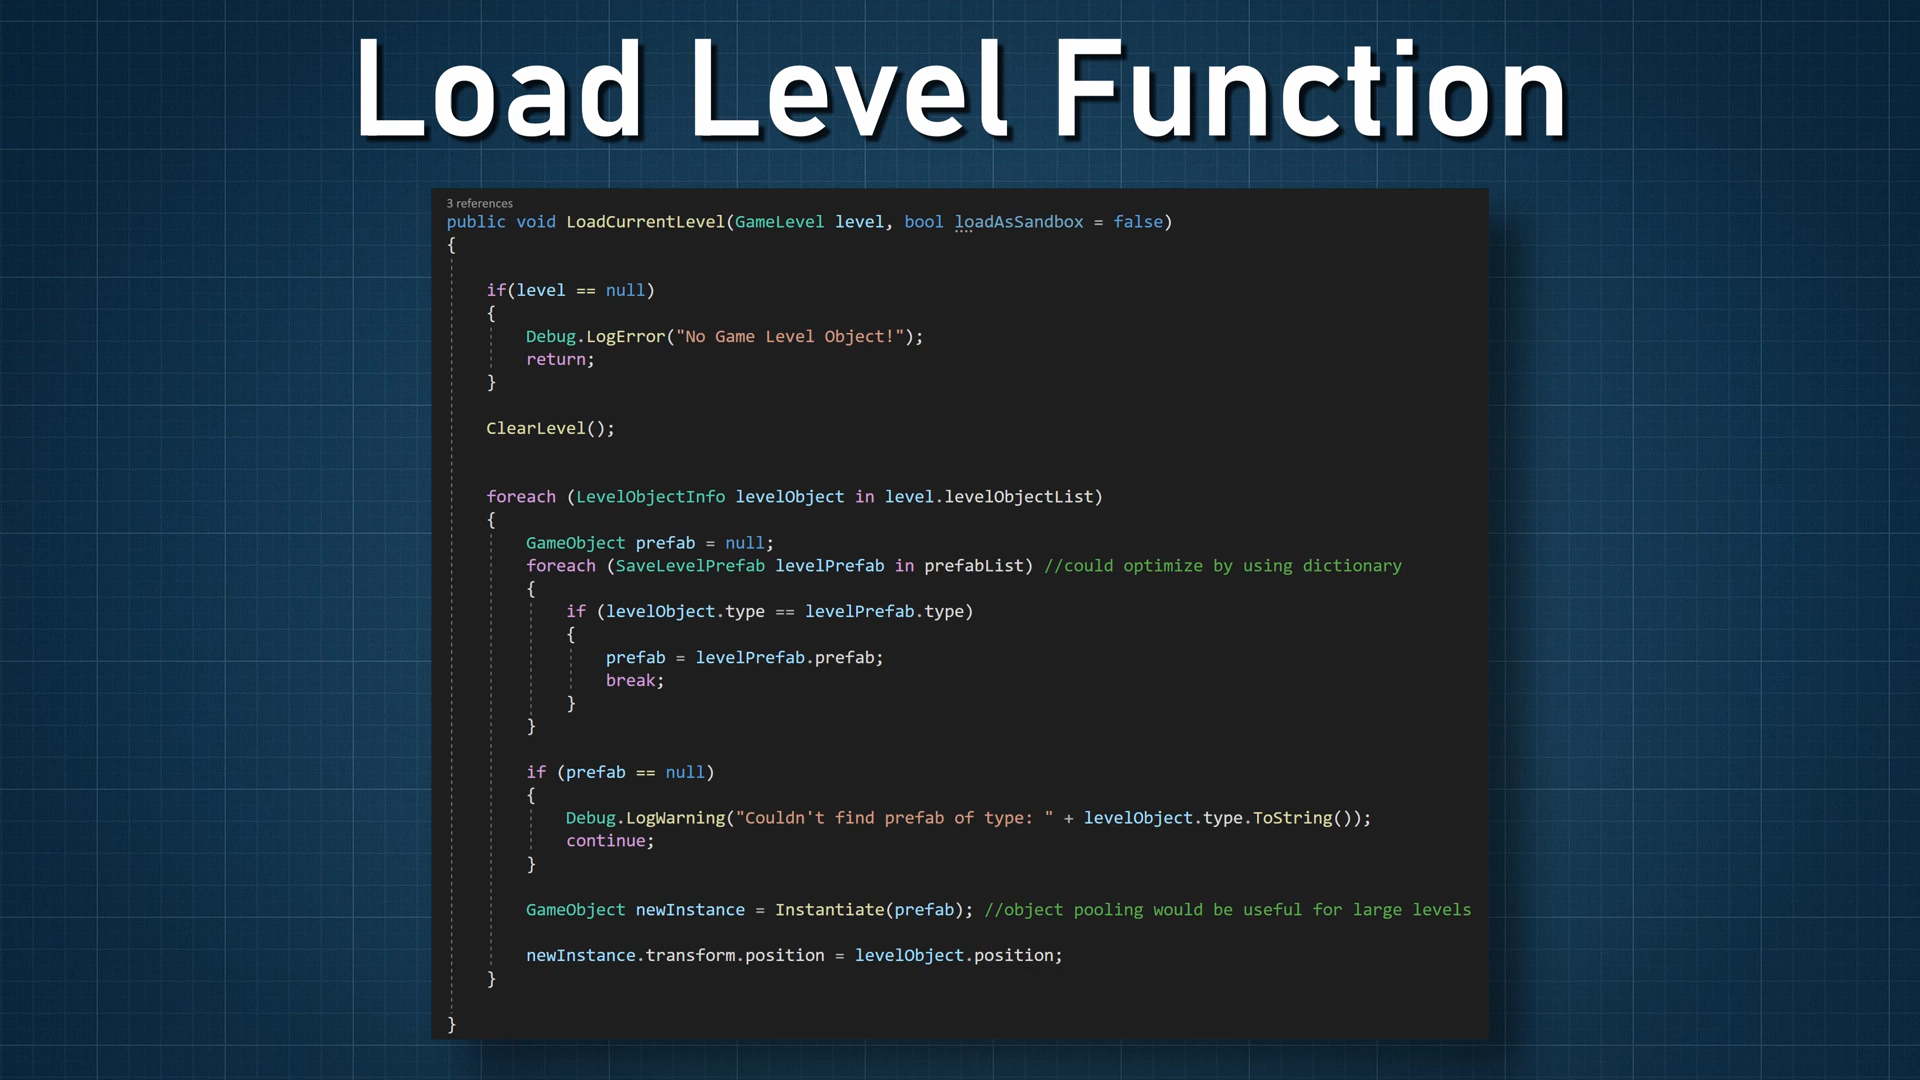 Load Level Function
3 references
public void LoadCurrentLevel(GameLevel level, bool loadAsSandbox = false)
{
if(level == null)
{
Debug.LogError("No Game Level Object!");
return;
}
ClearLevel();
foreach (LevelObjectInfo levelObject in level.levelObjectList)
{
GameObject prefab = null;
foreach (SaveLevelPrefab levelPrefab in prefabList) //could optimize by using dictionary
{
if (levelObject.type == levelPrefab.type)
{
prefab = levelPrefab.prefab;
break;
}
}
if (prefab == null)
{
Debug.LogWarning("Couldn't find prefab of type: " + levelObject.type.ToString());
continue;
}
GameObject newInstance = Instantiate(prefab); //object pooling would be useful for large levels
newInstance.transform.position = levelObject.position;
}
}